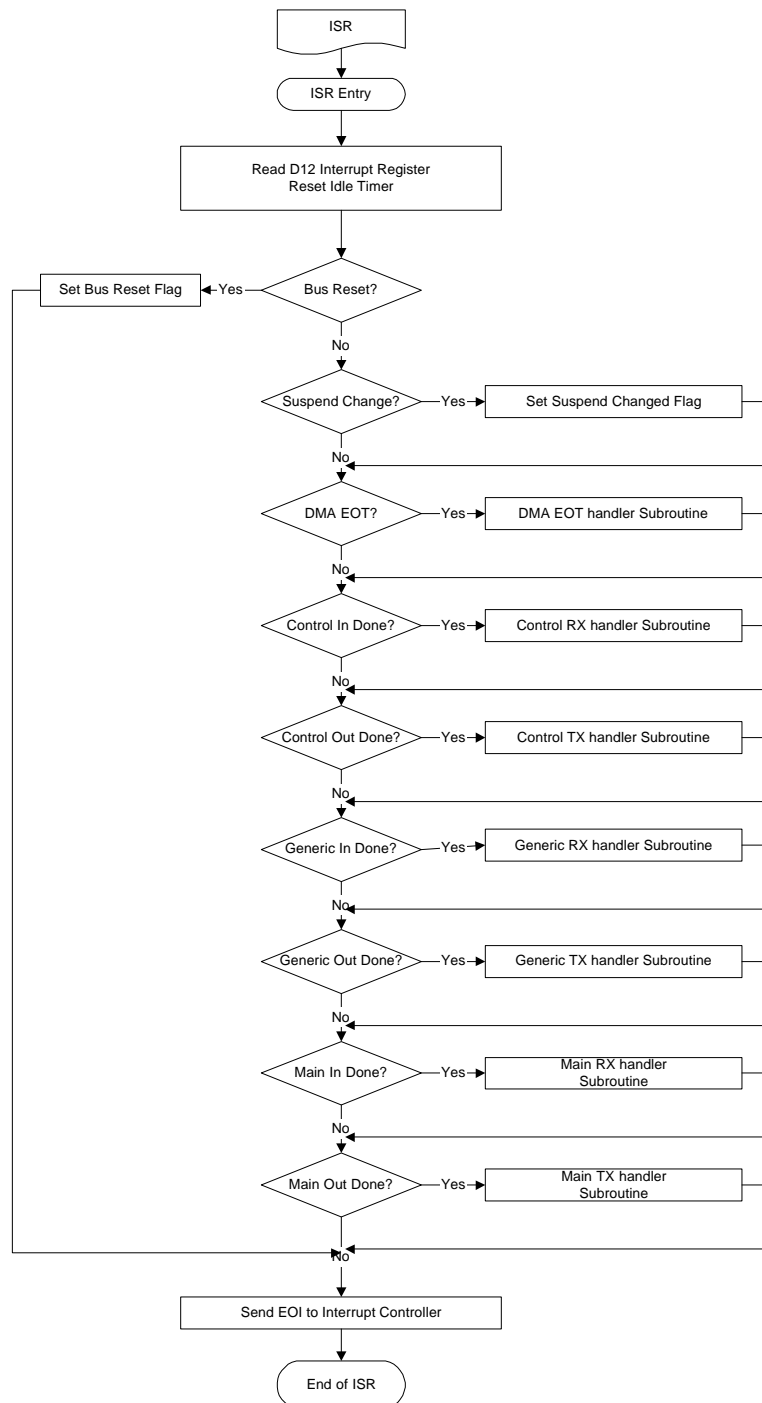 ISR
ISR Entry
Read D12 Interrupt Register
Reset Idle Timer
Set Bus Reset Flag
Yes
Bus Reset?
No
Suspend Change?
Yes
Set Suspend Changed Flag
No
DMA EOT?
Yes
DMA EOT handler Subroutine
No
Control In Done?
Yes
Control RX handler Subroutine
No
Control Out Done?
Yes
Control TX handler Subroutine
No
Generic In Done?
Yes
Generic RX handler Subroutine
No
Generic Out Done?
Yes
Generic TX handler Subroutine
No
Main In Done?
Yes
Main RX handler
Subroutine
No
Main Out Done?
Yes
Main TX handler
Subroutine
No
Send EOI to Interrupt Controller
End of ISR